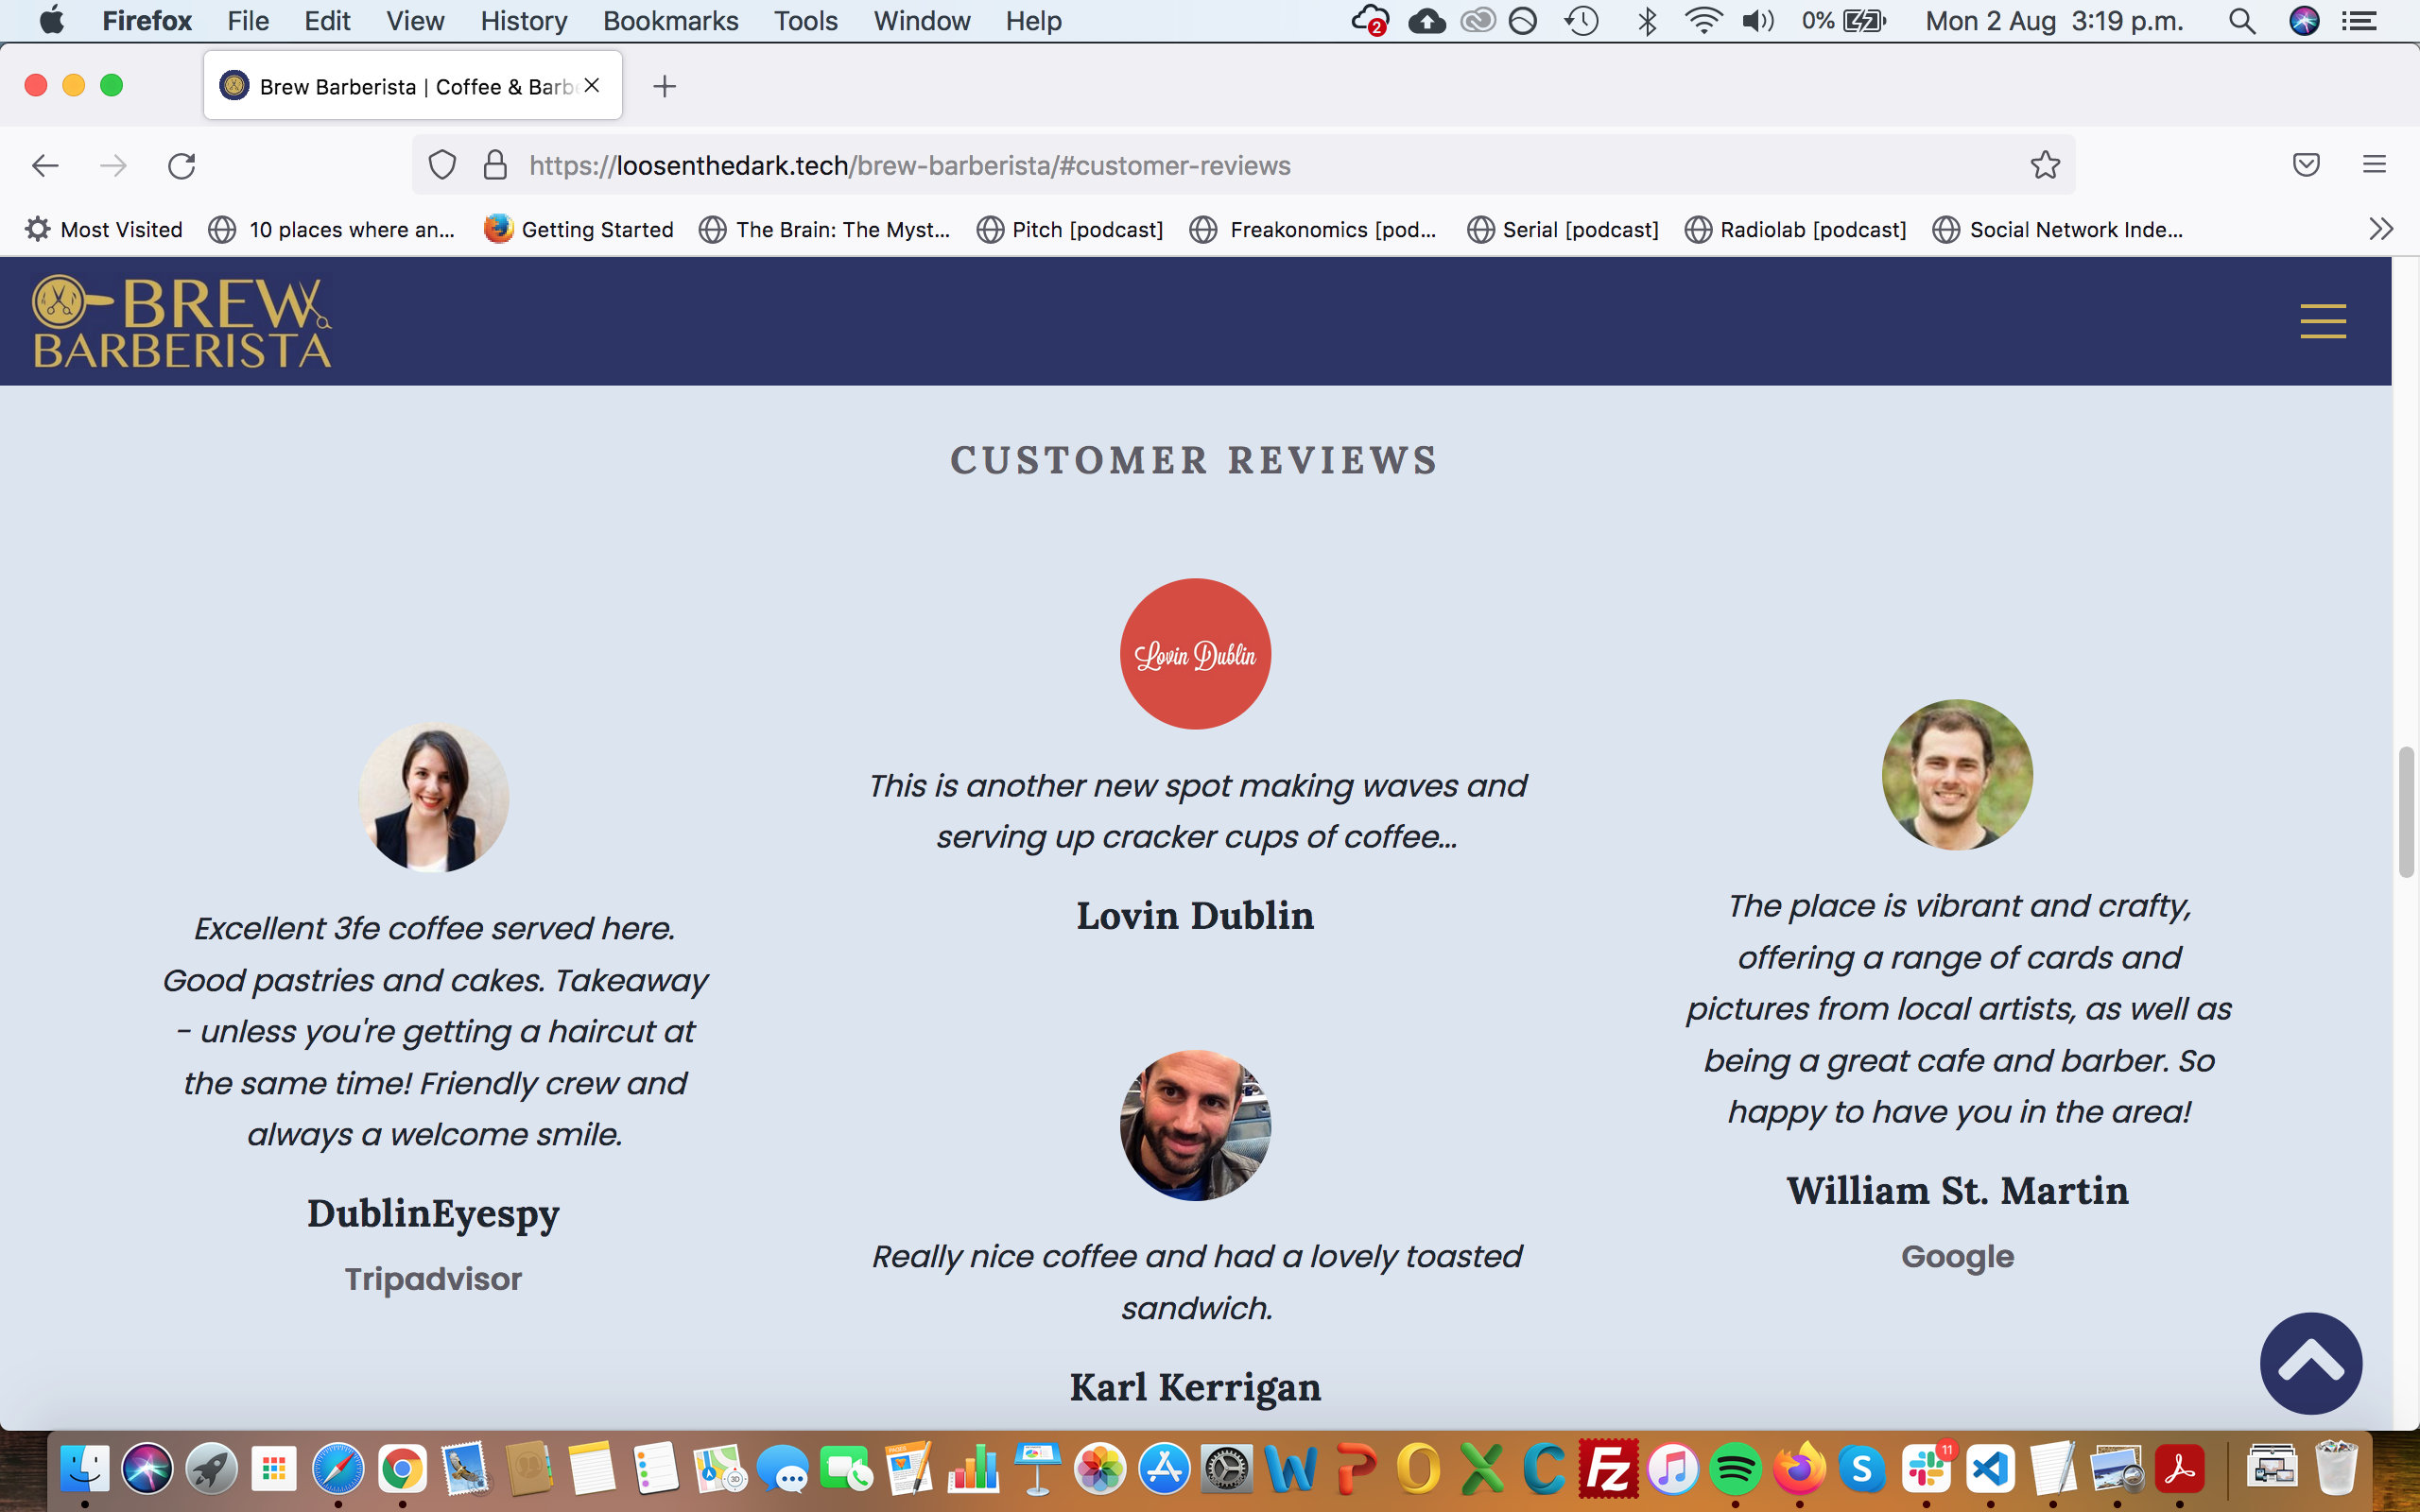 Firefox File Edit View History Bookmarks Tools Window Help 2 0% Mon 2 Aug 3:19 p.m.
Brew Barberista | Coffee & Barb
https://loosenthedark.tech/brew-barberista/#customer-reviews
Most Visited 10 places where an... Getting Started The Brain: The Myst... Pitch [podcast] Freakonomics [pod... Serial [podcast] Radiolab [podcast] Social Network Inde...
BREW
BARBERISTA
CUSTOMER REVIEWS
Excellent 3fe coffee served here.
Good pastries and cakes. Takeaway
- unless you're getting a haircut at
the same time! Friendly crew and
always a welcome smile.
DublinEyespy
Tripadvisor
Lovin Dublin
This is another new spot making waves and
serving up cracker cups of coffee...
Lovin Dublin
Really nice coffee and had a lovely toasted
sandwich.
Karl Kerrigan
The place is vibrant and crafty,
offering a range of cards and
pictures from local artists, as well as
being a great cafe and barber. So
happy to have you in the area!
William St. Martin
Google
PAGES 3D W P O X C Fz S 11